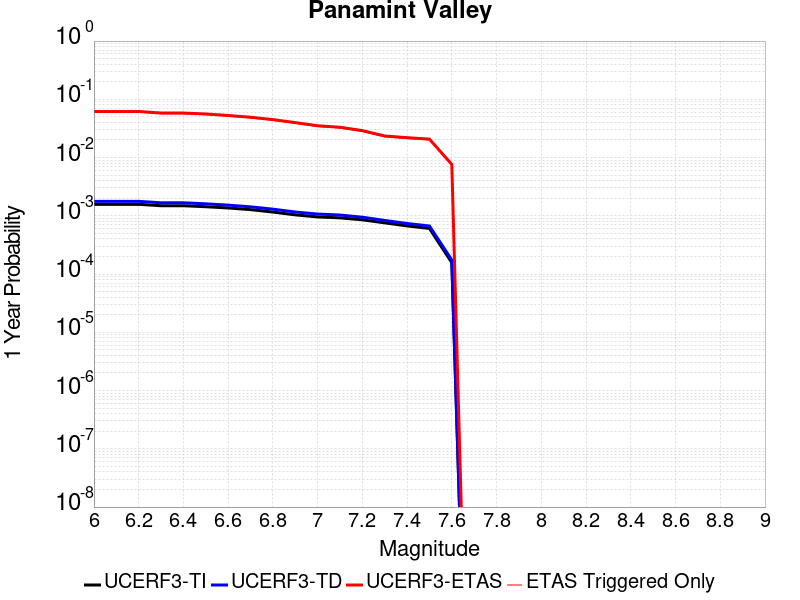 Panamint Valley
10^0
10^-1
10^-2
10^-3
10^-4
10^-5
10^-6
10^-7
10^-8
1 Year Probability
6 6.2 6.4 6.6 6.8 7 7.2 7.4 7.6 7.8 8 8.2 8.4 8.6 8.8 9
Magnitude
UCERF3-TI UCERF3-TD UCERF3-ETAS ETAS Triggered Only